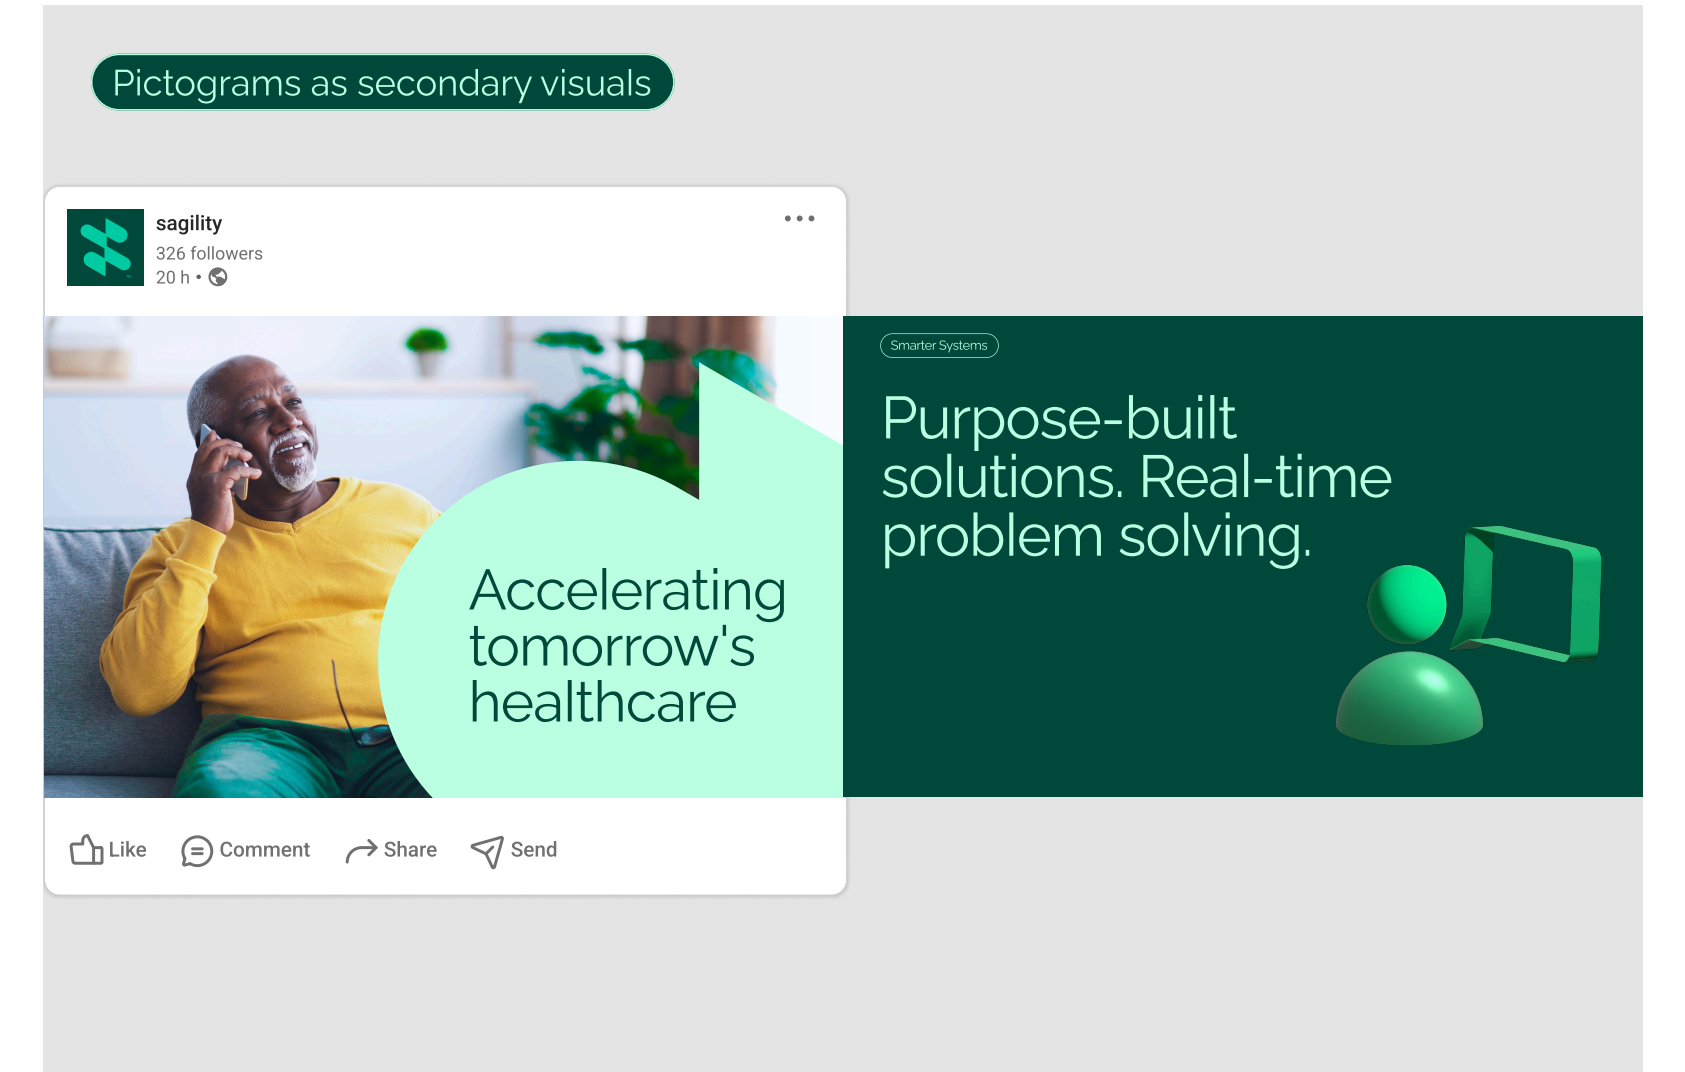 Pictograms as secondary visuals
sagility
326 followers
20 h •
Accelerating
tomorrow's
healthcare
Smarter Systems
Purpose-built
solutions. Real-time
problem solving.
Like Comment Share Send